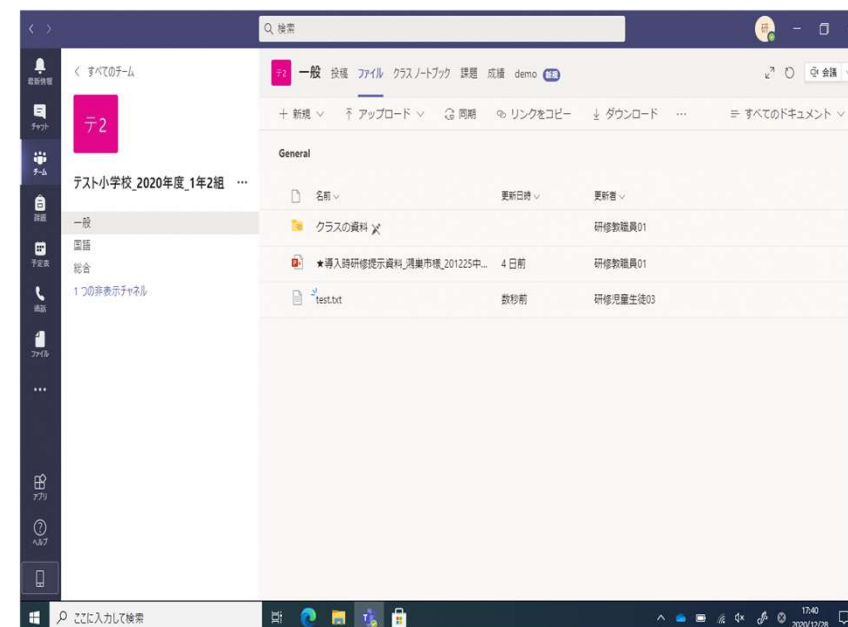 検索
研
最新情報
チャット
チーム
課題
予定表
通話
ファイル
アプリ
ヘルプ
すべてのチーム
テ2
テスト小学校_2020年度_1年2組 …
一般
国語
総合
1 つの非表示チャネル
テ2 一般 投稿 ファイル クラス ノートブック 課題 成績 demo 新規 会議
+ 新規 アップロード 同期 リンクをコピー ダウンロード … すべてのドキュメント
General
名前 更新日時 更新者
クラスの資料 研修教職員01
★導入時研修提示資料_鴻巣市様_201225中... 4 日前 研修教職員01
test.txt 数秒前 研修児童生徒03
ここに入力して検索
17:40
2020/12/28